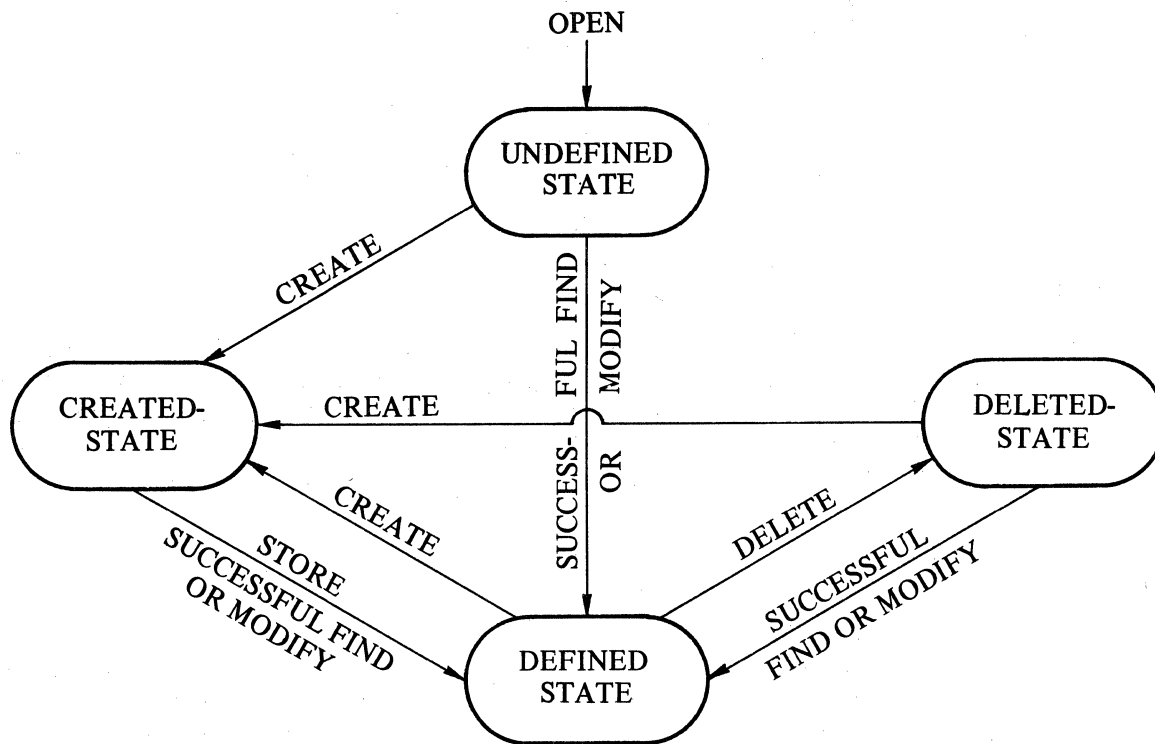 OPEN
UNDEFINED
STATE
CREATE
SUCCESS-FUL FIND
OR MODIFY
CREATED-
STATE
CREATE
DELETED-
STATE
CREATE
STORE
SUCCESSFUL FIND
OR MODIFY
DELETE
SUCCESSFUL
FIND OR MODIFY
DEFINED
STATE